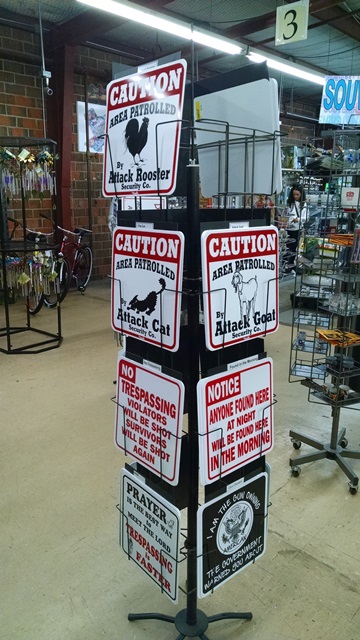 3
SOU
CAUTION
AREA PATROLLED
By
Attack Rooster
Security Co.
CAUTION
AREA PATROLLED
By
Attack Cat
Security Co.
CAUTION
AREA PATROLLED
By
Attack Goat
Security Co.
NO
TRESPASSING
VIOLATORS
WILL BE SHOT
SURVIVORS
WILL BE SHOT
AGAIN
NOTICE
ANYONE FOUND HERE
AT NIGHT
WILL BE FOUND HERE
IN THE MORNING
PRAYER
IS THE BEST WAY
to
MEET THE LORD
TRESPASSING
IS
FASTER
I AM THE GUN OWNER
THE GOVERNMENT
WARNED YOU ABOUT